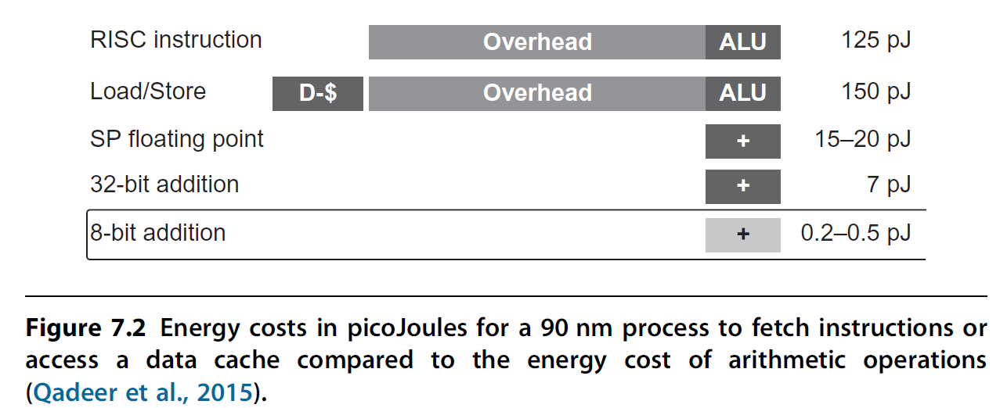 RISC instruction Overhead ALU 125 pJ
Load/Store D-$ Overhead ALU 150 pJ
SP floating point + 15–20 pJ
32-bit addition + 7 pJ
8-bit addition + 0.2–0.5 pJ
Figure 7.2 Energy costs in picoJoules for a 90 nm process to fetch instructions or
access a data cache compared to the energy cost of arithmetic operations
(Qadeer et al., 2015).